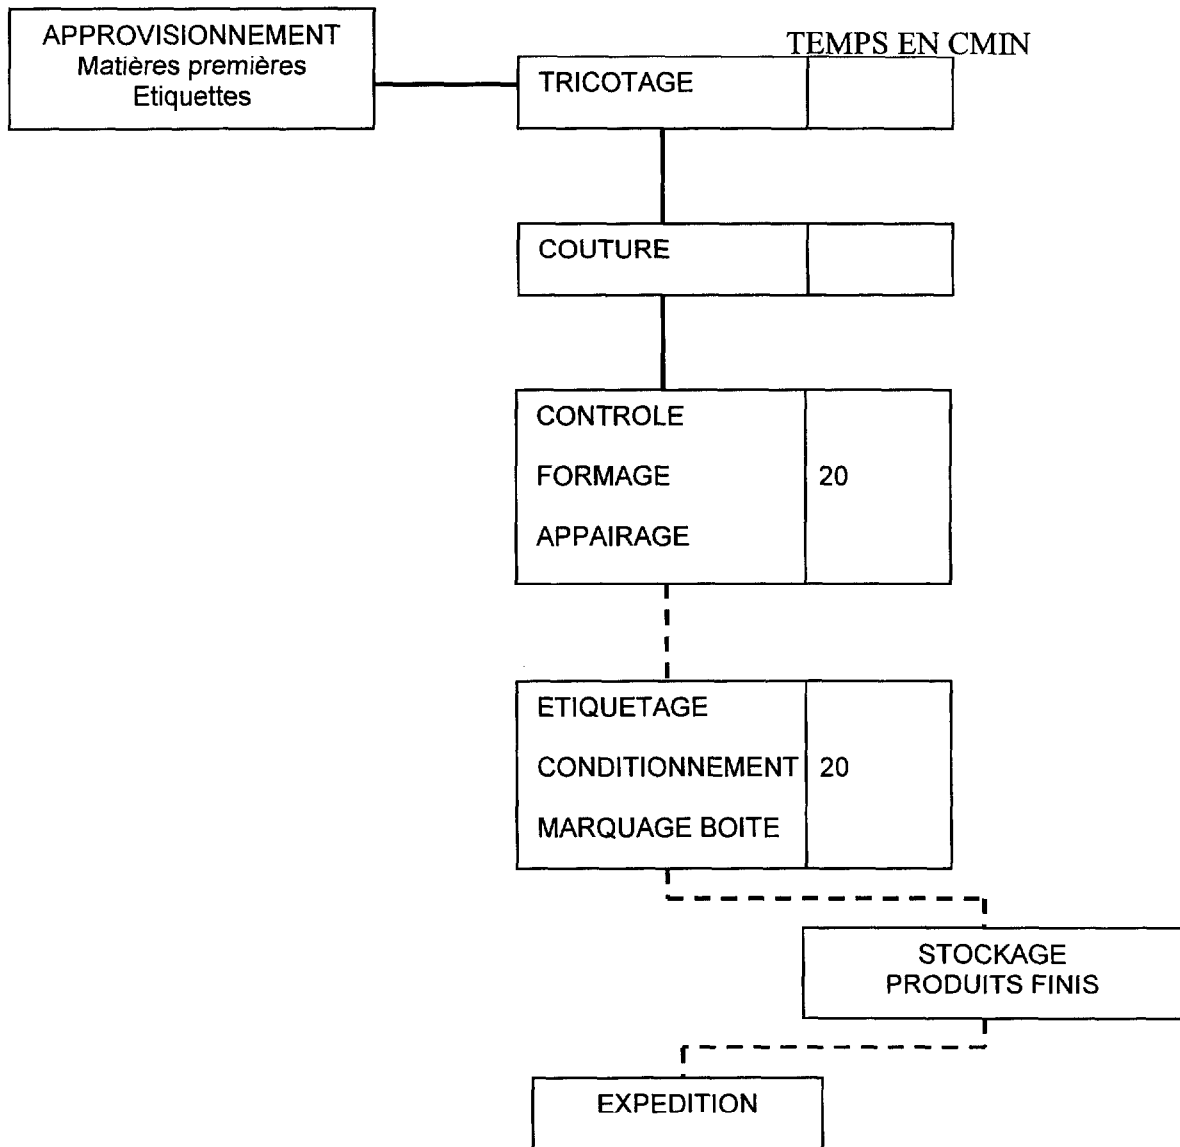 APPROVISIONNEMENT
Matières premières
Etiquettes
TEMPS EN CMIN
TRICOTAGE
COUTURE
CONTROLE
FORMAGE 20
APPAIRAGE
ETIQUETAGE
CONDITIONNEMENT 20
MARQUAGE BOITE
STOCKAGE
PRODUITS FINIS
EXPEDITION